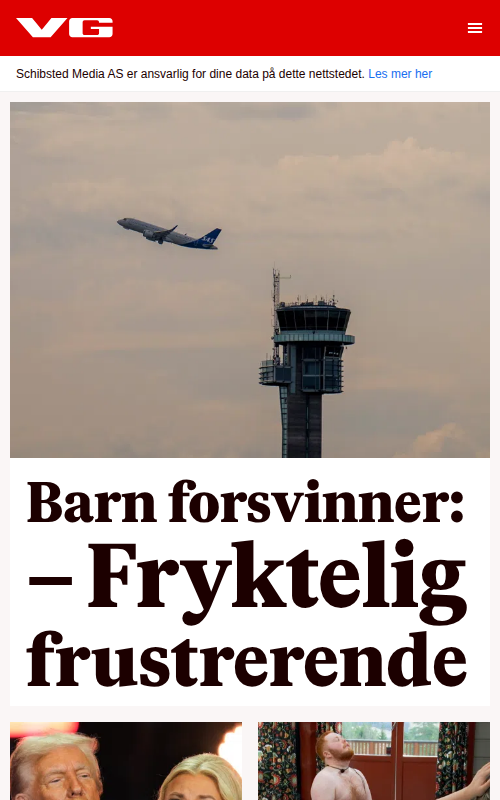 VG
Schibsted Media AS er ansvarlig for dine data på dette nettstedet. Les mer her
SAS
Barn forsvinner:
– Fryktelig
frustrerende